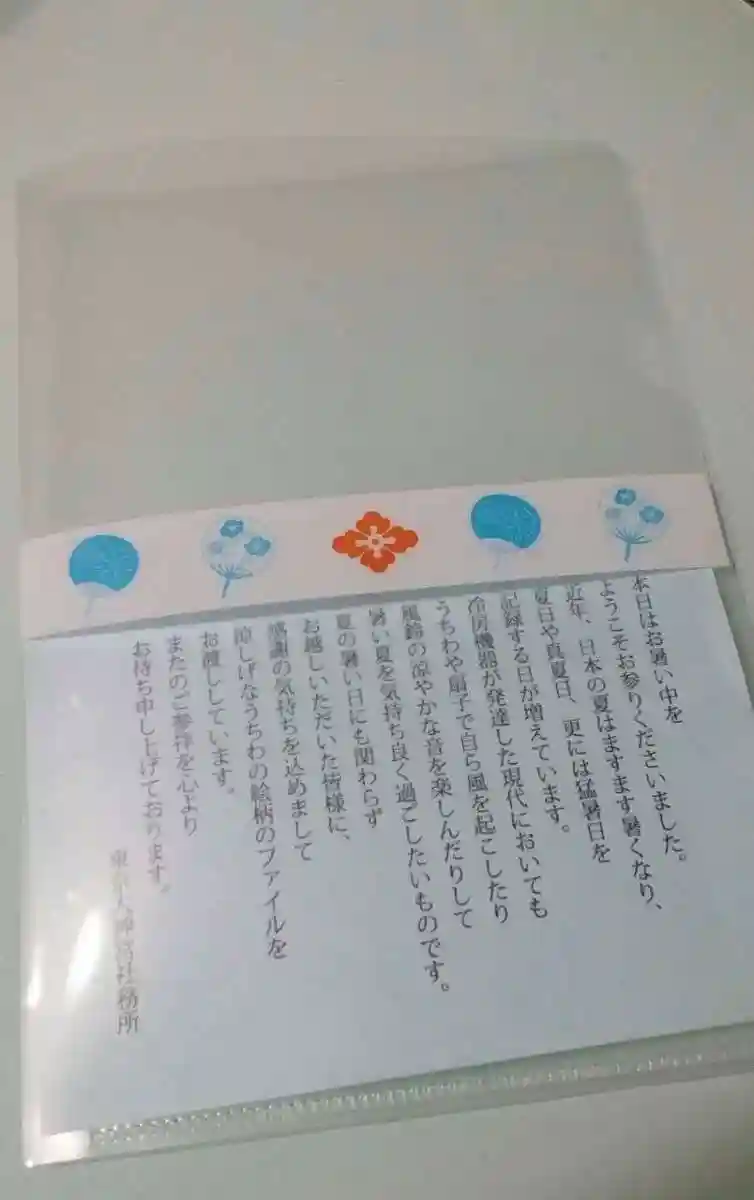 本日はお暑い中を
ようこそお参りくださいました。
近年、日本の夏はますます暑くなり、
夏日や真夏日、更には猛暑日を
記録する日が増えています。
冷房機器が発達した現代においても
うちわや扇子で自ら風を起こしたり
風鈴の涼やかな音を楽しんだりして
暑い夏を気持ち良く過ごしたいものです。
夏の暑い日にも関わらず
お越しいただいた皆様に、
感謝の気持ちを込めまして
涼しげなうちわの絵柄のファイルを
お渡ししています。
またのご参拝を心より
お待ち申し上げております。
東京大神宮社務所